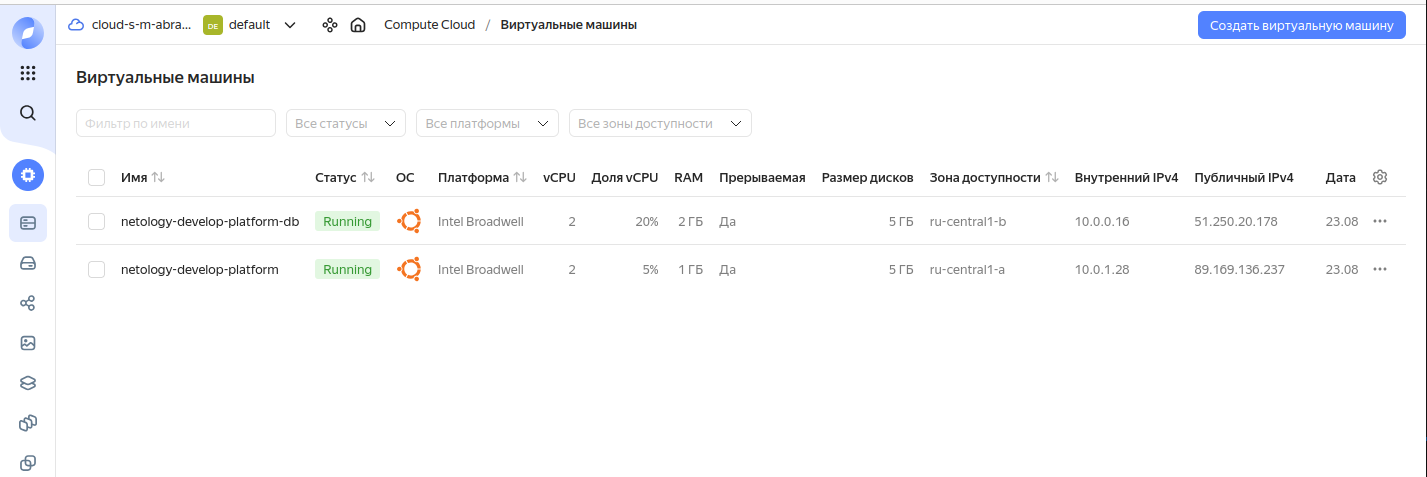 cloud-s-m-abra... DE default Compute Cloud / Виртуальные машины Создать виртуальную машину
Виртуальные машины
Фильтр по имени Все статусы Все платформы Все зоны доступности
Имя Статус ОС Платформа vCPU Доля vCPU RAM Прерываемая Размер дисков Зона доступности Внутренний IPv4 Публичный IPv4 Дата
netology-develop-platform-db Running Intel Broadwell 2 20% 2 ГБ Да 5 ГБ ru-central1-b 10.0.0.16 51.250.20.178 23.08
netology-develop-platform Running Intel Broadwell 2 5% 1 ГБ Да 5 ГБ ru-central1-a 10.0.1.28 89.169.136.237 23.08